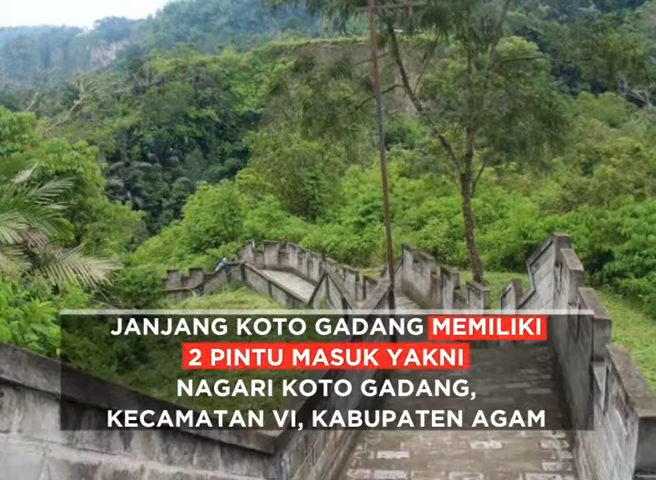 JANJANG KOTO GADANG MEMILIKI
2 PINTU MASUK YAKNI
NAGARI KOTO GADANG,
KECAMATAN VI, KABUPATEN AGAM